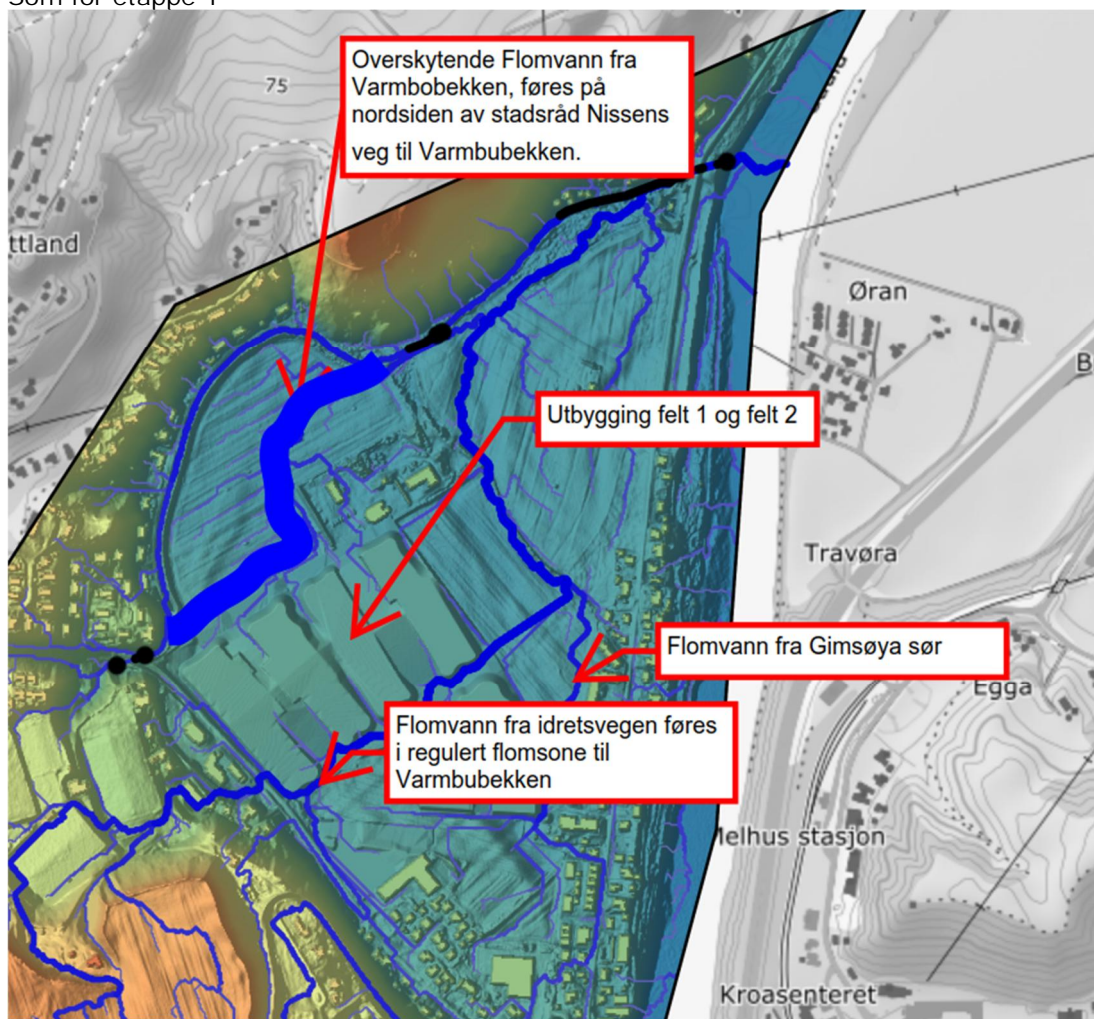 Som for etappe 1
Overskytende Flomvann fra
Varmbobekken, føres på
nordsiden av stadsråd Nissens
veg til Varmbubekken.
75
ttland
Øran
B
Utbygging felt 1 og felt 2
Travøra
Flomvann fra Gimsøya sør
Egga
Flomvann fra idretsvegen føres
i regulert flomsone til
Varmbubekken
Melhus stasjon
Kroasenteret